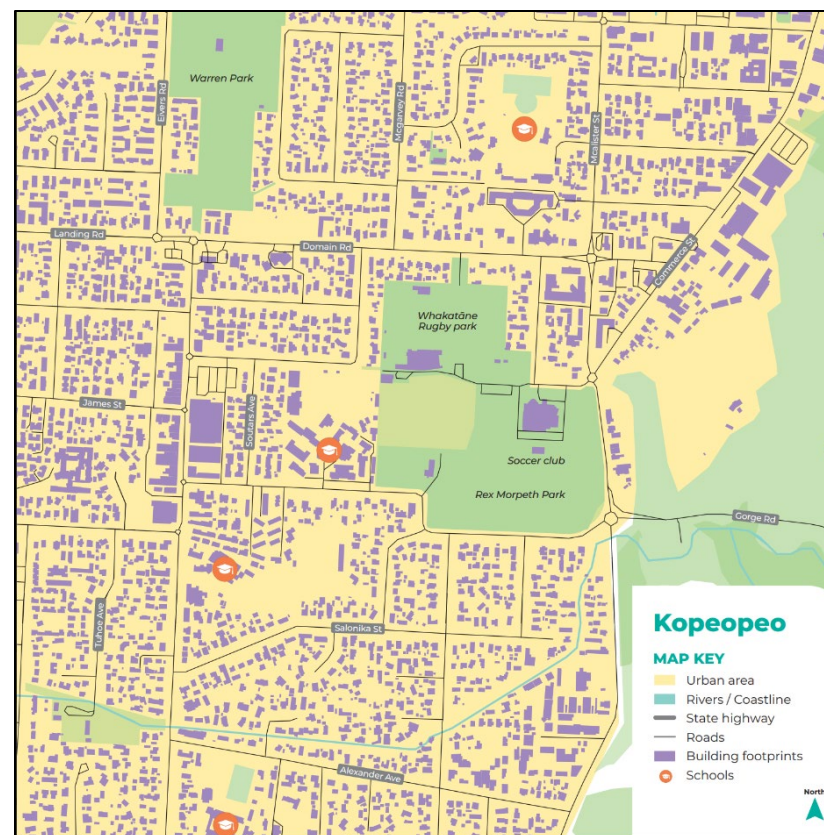 Warren Park
Eivers Rd
Mcgarvey Rd
Mcalister St
Landing Rd
Domain Rd
Commerce St
Whakatāne
Rugby park
James St
Soutars Ave
Soccer club
Rex Morpeth Park
Gorge Rd
Tuhoe Ave
Salonika St
Alexander Ave
Kopeopeo
MAP KEY
Urban area
Rivers / Coastline
State highway
Roads
Building footprints
Schools
North